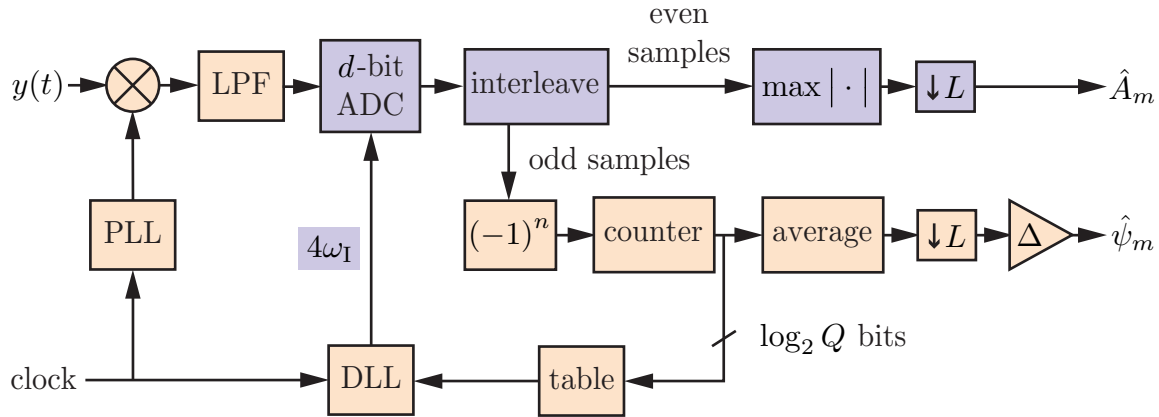 even
samples
y(t)
LPF
d-bit
ADC
interleave
max | · |
↓L
Â_m
odd samples
PLL
4ω_I
(−1)^n
counter
average
↓L
Δ
ψ̂_m
log_2 Q bits
clock
DLL
table